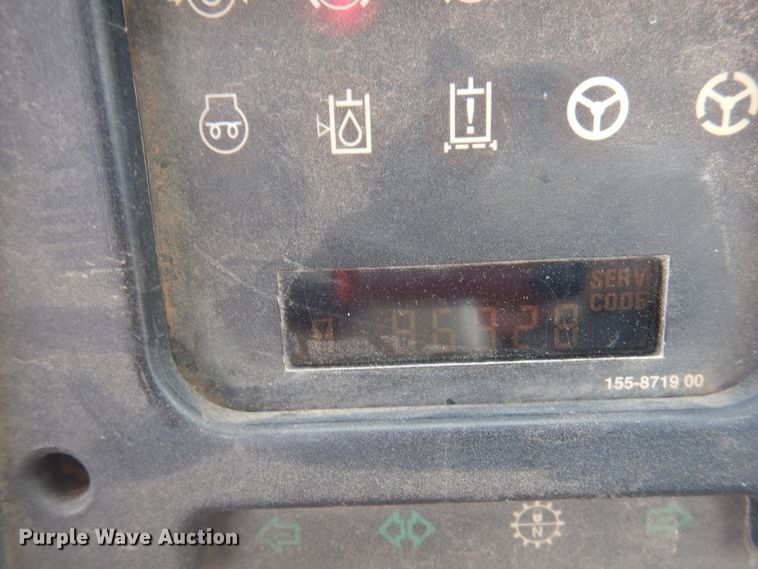 SERV
CODE
155-8719 00
N
Purple Wave Auction